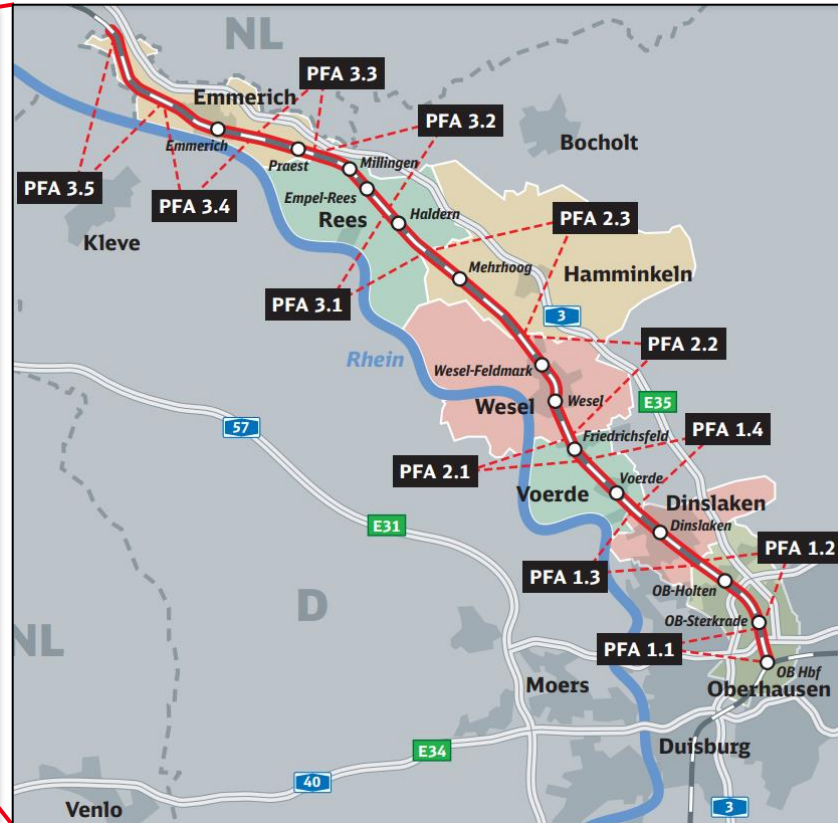 NL
PFA 3.3
Emmerich
PFA 3.2
Emmerich
Bocholt
Praest
Millingen
PFA 3.5
Empel-Rees
PFA 3.4
Rees
Haldern
PFA 2.3
Kleve
Mehrhoog
Hamminkeln
PFA 3.1
3
PFA 2.2
Rhein
Wesel-Feldmark
Wesel
Wesel
E35
57
Friedrichsfeld
PFA 1.4
PFA 2.1
Voerde
Voerde
Dinslaken
E31
Dinslaken
PFA 1.2
PFA 1.3
OB-Holten
D
OB-Sterkrade
NL
PFA 1.1
OB Hbf
Moers
Oberhausen
Duisburg
E34
40
Venlo
3